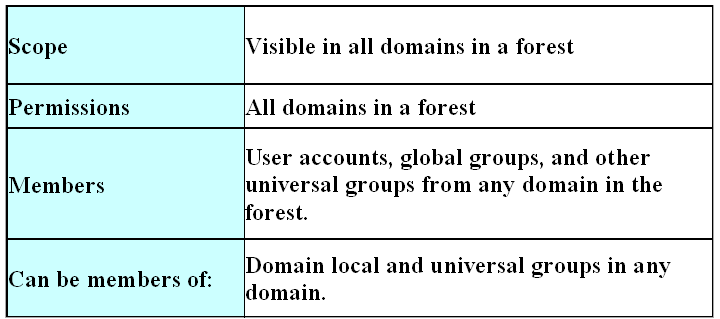 Scope
Visible in all domains in a forest
Permissions
All domains in a forest
Members
User accounts, global groups, and other
universal groups from any domain in the
forest.
Can be members of:
Domain local and universal groups in any
domain.